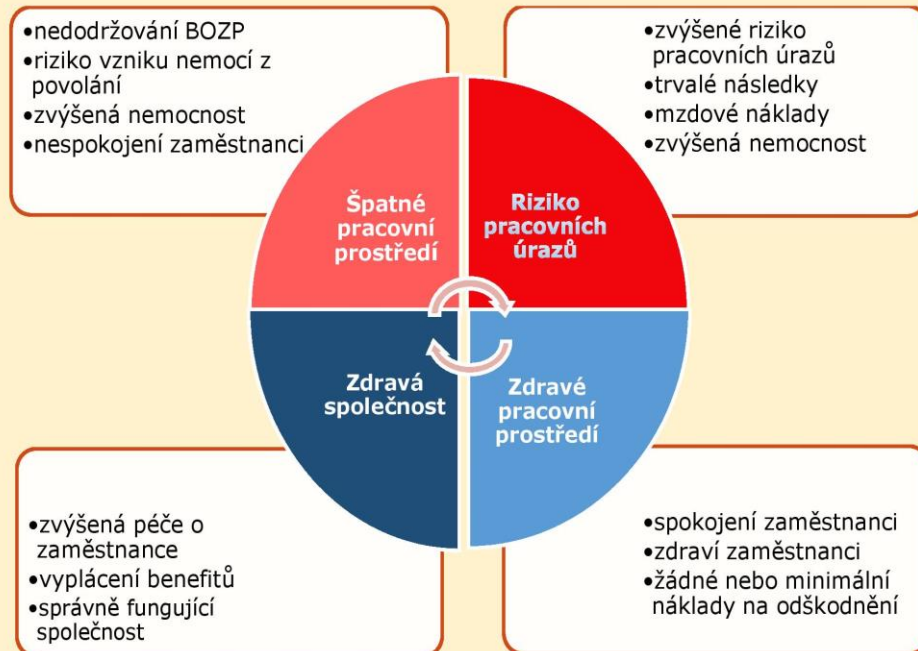 •nedodržování BOZP
•riziko vzniku nemocí z
povolání
•zvýšená nemocnost
•nespokojení zaměstnanci
•zvýšené riziko
pracovních úrazů
•trvalé následky
•mzdové náklady
•zvýšená nemocnost
Špatné
pracovní
prostředí
Riziko
pracovních
úrazů
Zdravá
společnost
Zdravé
pracovní
prostředí
•zvýšená péče o
zaměstnance
•vyplácení benefitů
•správně fungující
společnost
•spokojení zaměstnanci
•zdraví zaměstnanci
•žádné nebo minimální
náklady na odškodnění